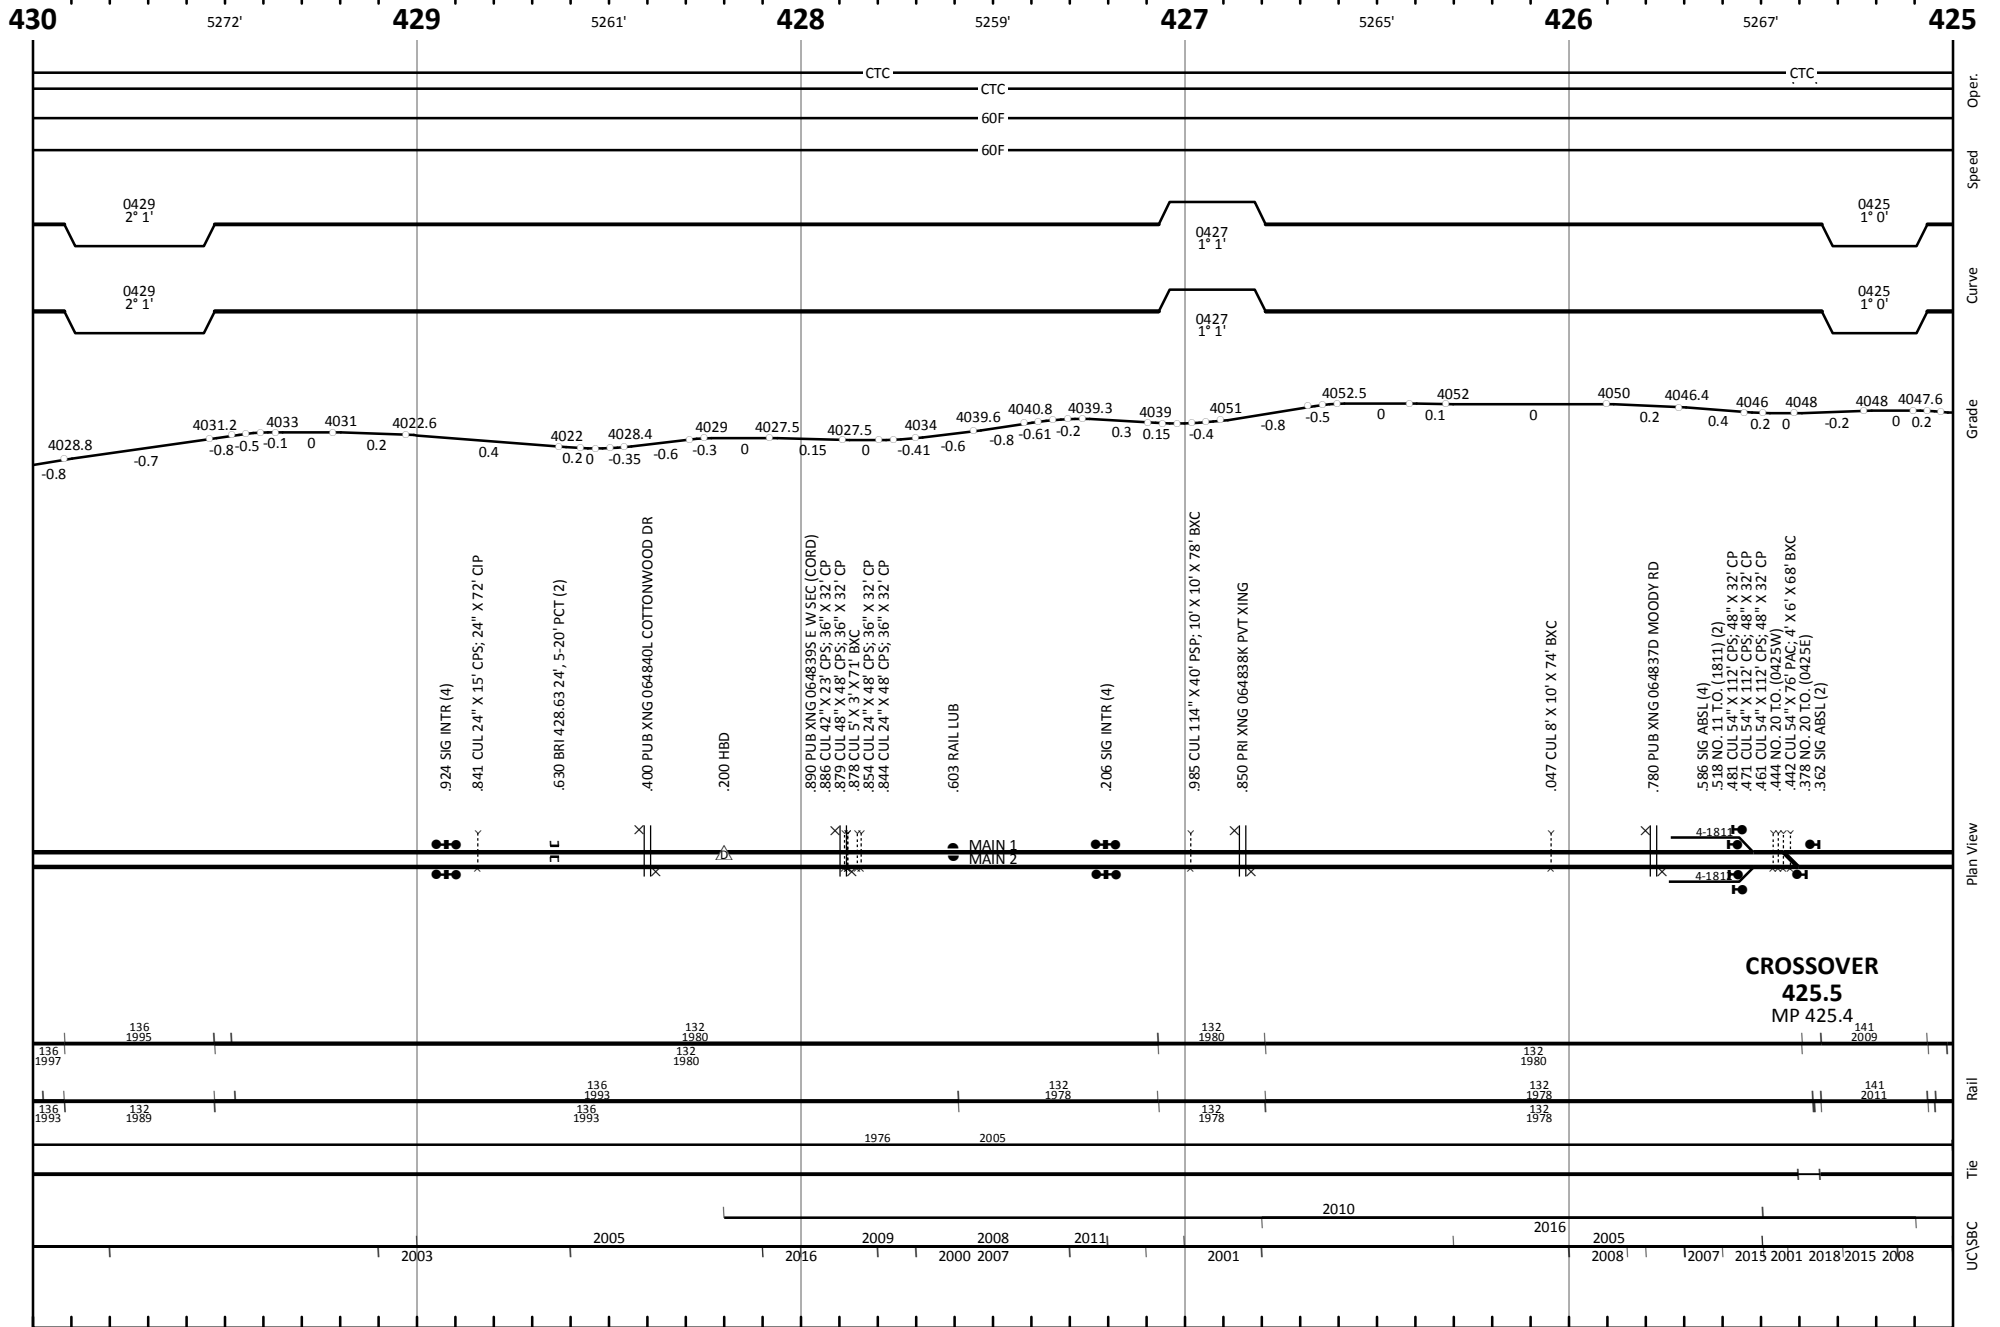 430 5272' 429 5261' 428 5259' 427 5265' 426 5267' 425
CTC CTC
CTC
60F
60F
Oper.
Speed
0429 2° 1'
0427 1° 1'
0425 1° 0'
0429 2° 1'
0427 1° 1'
0425 1° 0'
Curve
4028.8 4031.2 4033 4031 4022.6 4022 4028.4 4029 4027.5 4027.5 4034 4039.6 4040.8 4039.3 4039 4051 4052.5 4052 4050 4046.4 4046 4048 4048 4047.6
-0.8 -0.7 -0.8 -0.5 -0.1 0 0.2 0.4 0.2 0 -0.35 -0.6 -0.3 0 0.15 0 -0.41 -0.6 -0.8 -0.61 -0.2 0.3 0.15 -0.4 -0.8 -0.5 0 0.1 0 0.2 0.4 0.2 0 -0.2 0 0.2
Grade
.924 SIG INTR (4)
.841 CUL 24" X 15' CPS; 24" X 72' CIP
.630 BRI 428.63 24', 5-20' PCT (2)
.400 PUB XNG 064840L COTTONWOOD DR
.200 HBD
.890 PUB XNG 064839S E W SEC (CORD)
.886 CUL 42" X 23' CPS; 36" X 32' CP
.879 CUL 48" X 48' CPS; 36" X 32' CP
.878 CUL 5' X 3' X 71' BXC
.854 CUL 24" X 48' CPS; 36" X 32' CP
.844 CUL 24" X 48' CPS; 36" X 32' CP
.603 RAIL LUB
.206 SIG INTR (4)
.985 CUL 114" X 40' PSP; 10' X 10' X 78' BXC
.850 PRI XNG 064838K PVT XING
.047 CUL 8' X 10' X 74' BXC
.780 PUB XNG 064837D MOODY RD
.586 SIG ABSL (4)
.518 NO. 11 T.O. (1811) (2)
.481 CUL 54" X 112' CPS; 48" X 32' CP
.471 CUL 54" X 112' CPS; 48" X 32' CP
.461 CUL 54" X 112' CPS; 48" X 32' CP
.444 NO. 20 T.O. (0425W)
.442 CUL 54" X 76' PAC; 4' X 6' X 68' BXC
.378 NO. 20 T.O. (0425E)
.362 SIG ABSL (2)
D
MAIN 1
MAIN 2
4-1811
4-1812
Plan View
CROSSOVER
425.5
MP 425.4
136 1995
132 1980
132 1980
141 2009
136 1997
132 1980
132 1980
136 1993
132 1978
132 1978
141 2011
136 1993
132 1989
136 1993
132 1978
132 1978
Rail
1976 2005
Tie
2010
2016
2005 2009 2008 2011 2005
2003 2016 2000 2007 2001 2008 2007 2015 2001 2018 2015 2008
UC\SBC